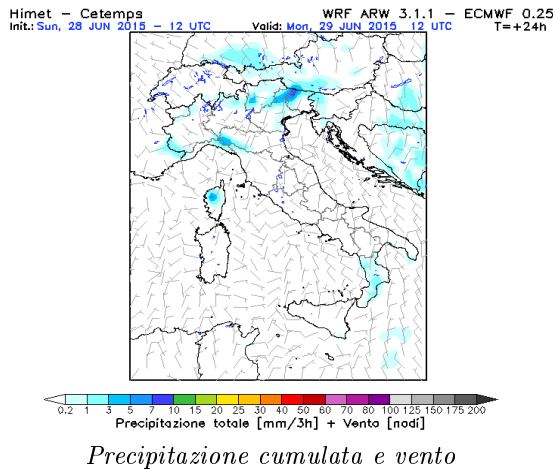 Himet – Cetemps WRF ARW 3.1.1 – ECMWF 0.25
Init.: Sun, 28 JUN 2015 – 12 UTC Valid: Mon, 29 JUN 2015 12 UTC T=+24h
0.2 1 3 5 7 10 15 20 25 30 40 50 60 70 80 100 125 150 175 200
Precipitazione totale [mm/3h] + Vento [nodi]
Precipitazione cumulata e vento